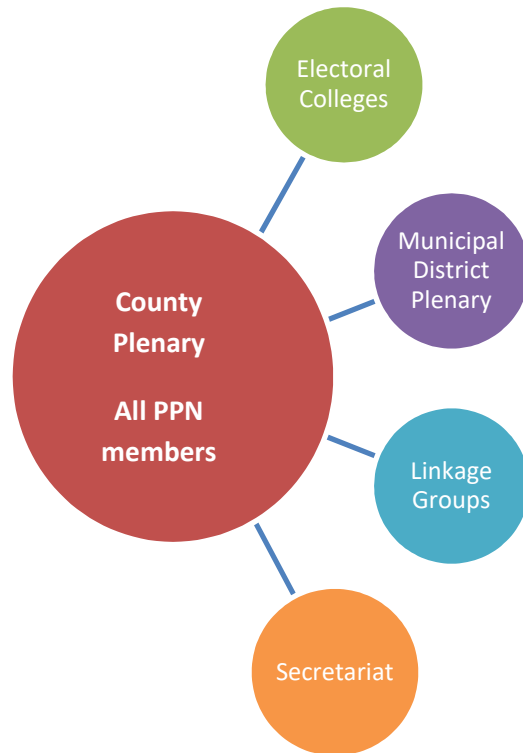 Electoral
Colleges
Municipal
District
Plenary
County
Plenary
All PPN
members
Linkage
Groups
Secretariat